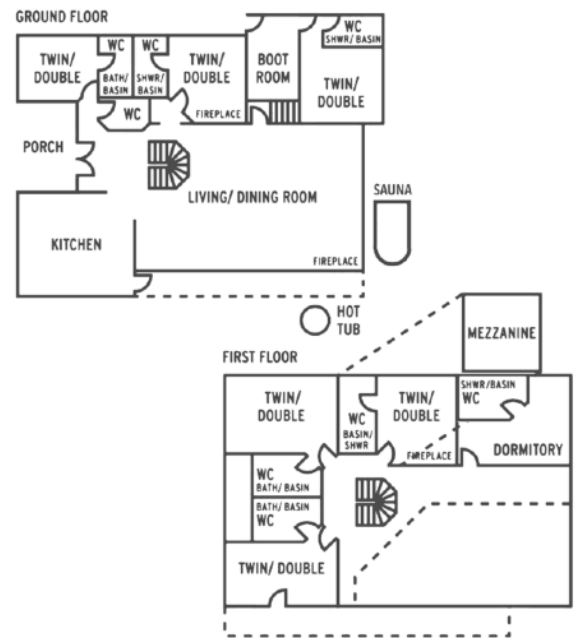 GROUND FLOOR
WC
SHWR/BASIN
TWIN/
DOUBLE
WC
BATH/
BASIN
WC
SHWR/
BASIN
TWIN/
DOUBLE
FIREPLACE
BOOT
ROOM
TWIN/
DOUBLE
WC
PORCH
LIVING/ DINING ROOM
SAUNA
KITCHEN
FIREPLACE
HOT
TUB
MEZZANINE
FIRST FLOOR
TWIN/
DOUBLE
WC
BASIN/
SHWR
TWIN/
DOUBLE
FIREPLACE
SHWR/BASIN
WC
DORMITORY
WC
BATH/BASIN
BATH/BASIN
WC
TWIN/ DOUBLE